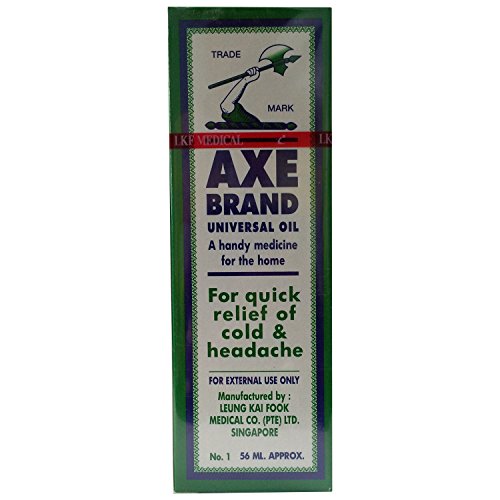 TRADE
MARK
LKF MEDICAL
LKF
AXE
BRAND
UNIVERSAL OIL
A handy medicine
for the home
For quick
relief of
cold &
headache
FOR EXTERNAL USE ONLY
Manufactured by :
LEUNG KAI FOOK
MEDICAL CO. (PTE) LTD.
SINGAPORE
No. 1 56 ML. APPROX.